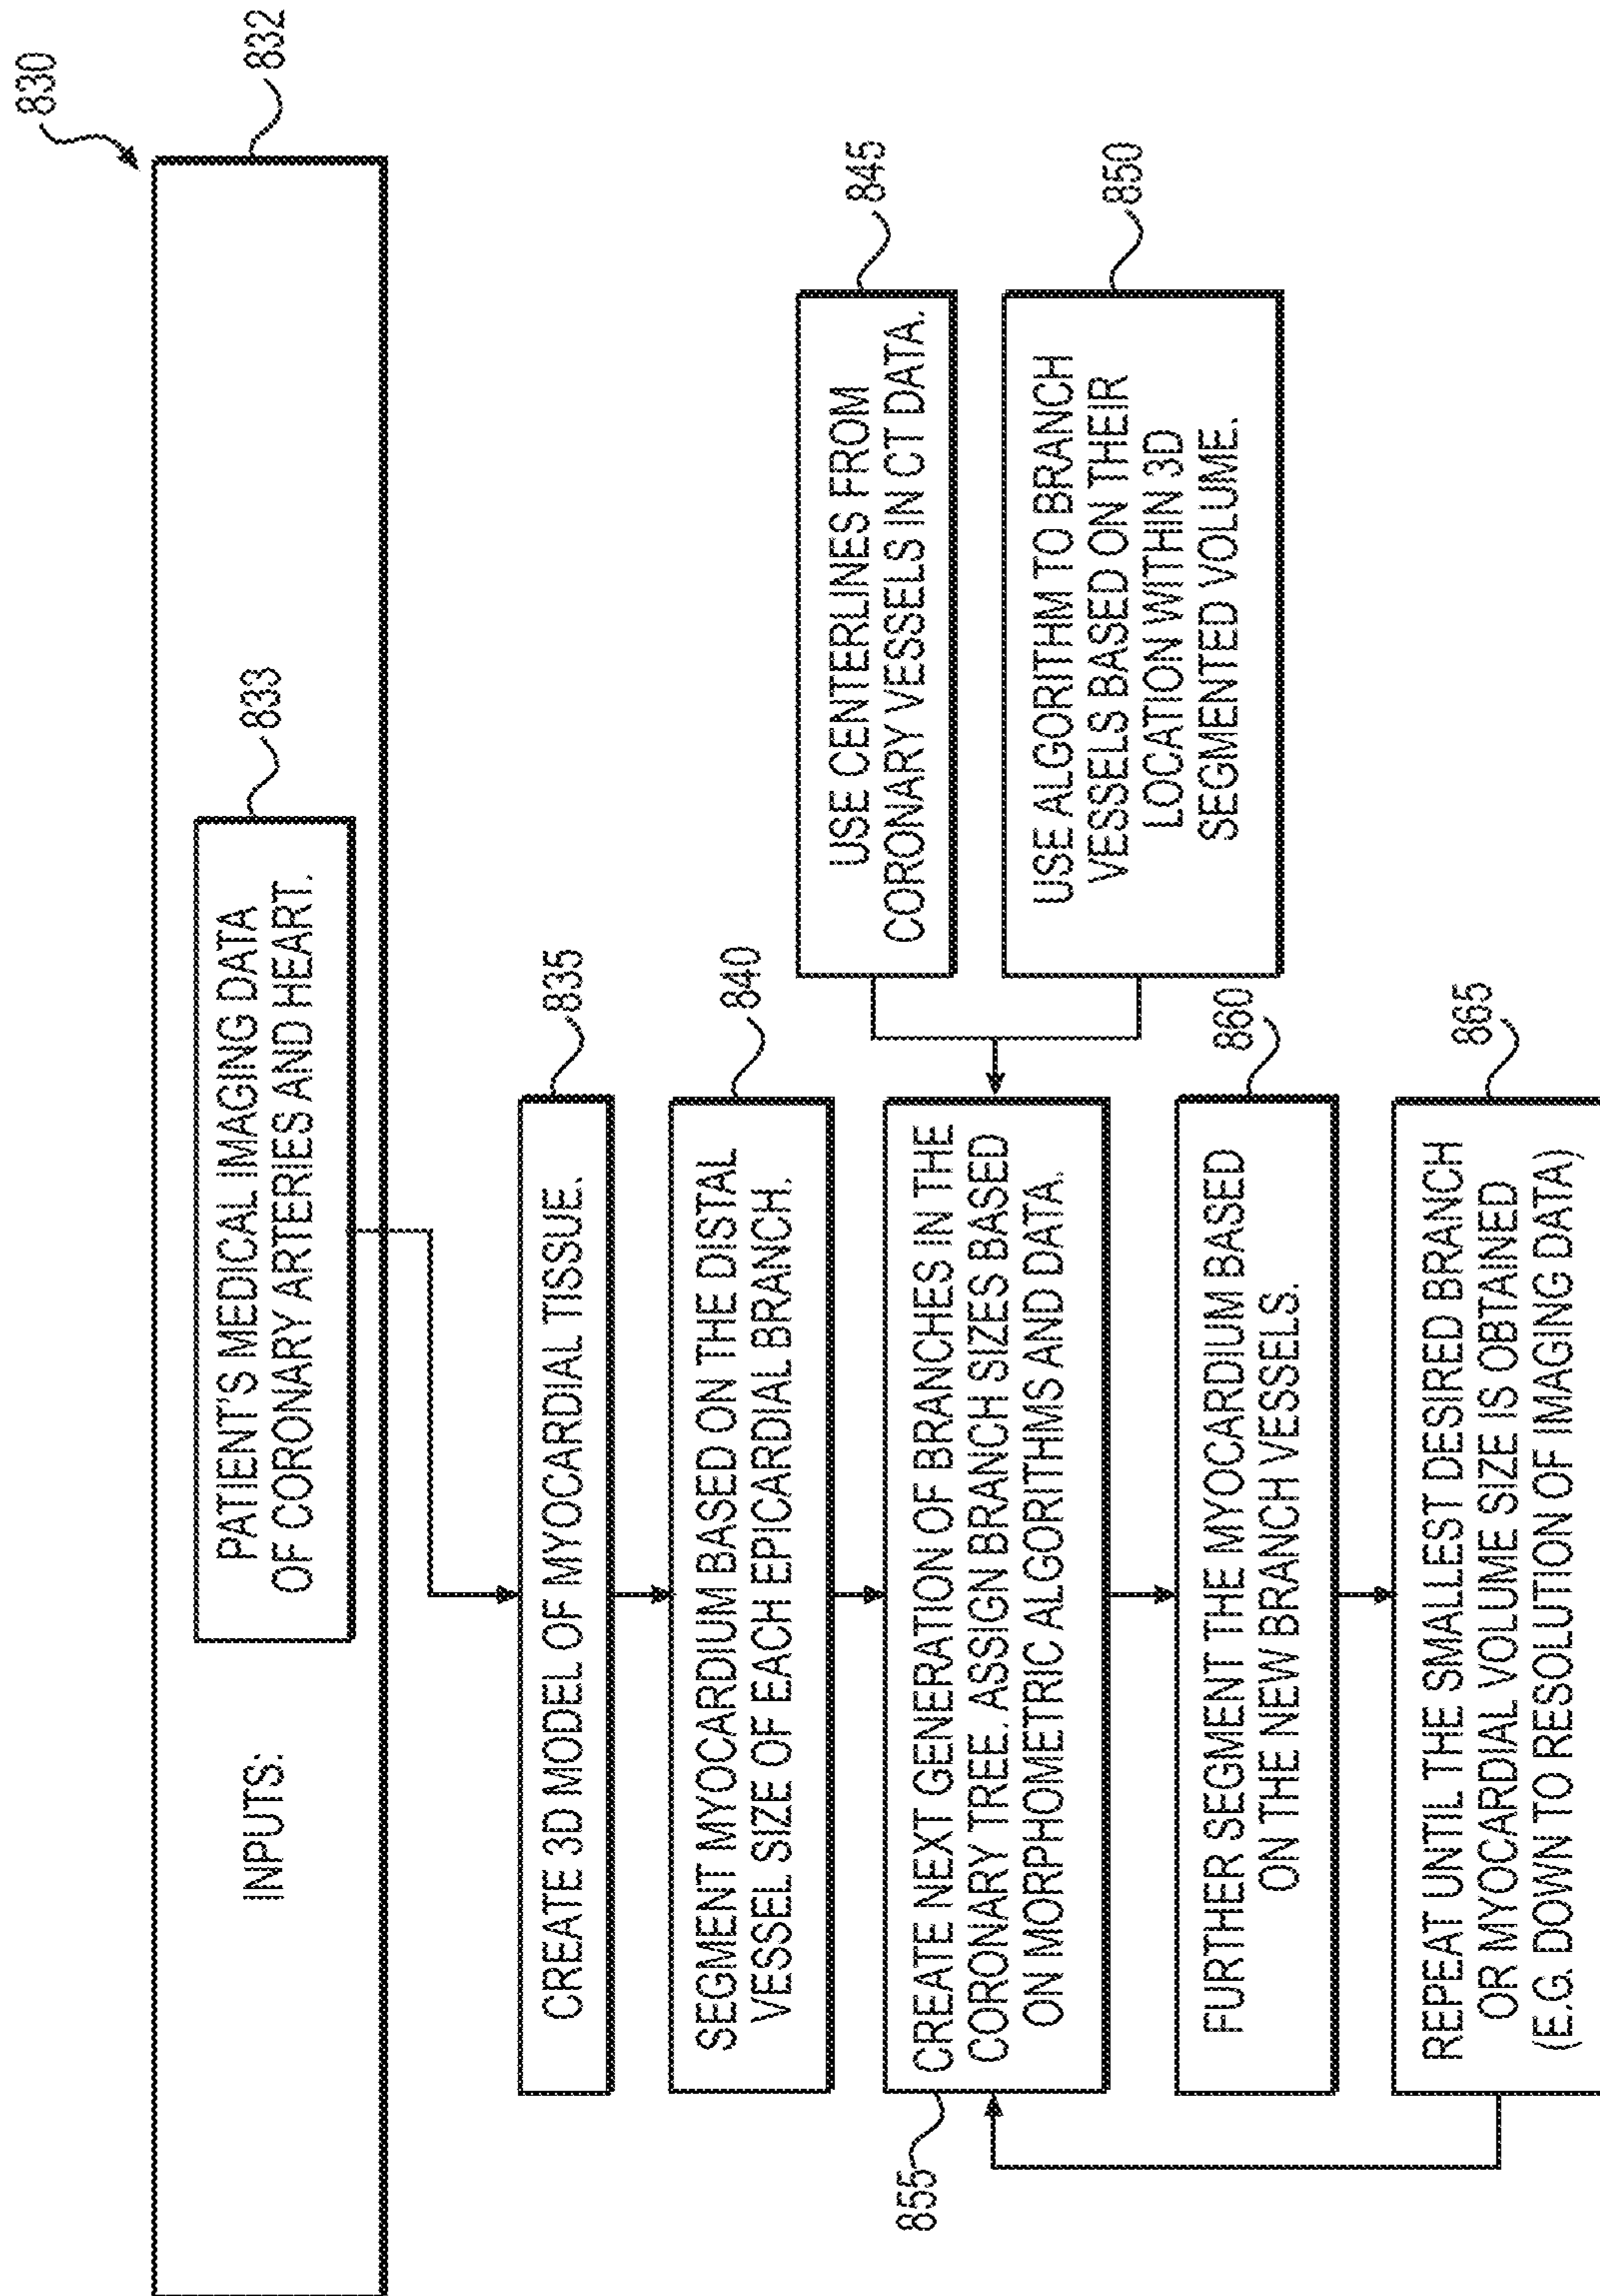 830
832
INPUTS:
833
PATIENT'S MEDICAL IMAGING DATA
OF CORONARY ARTERIES AND HEART.
835
CREATE 3D MODEL OF MYOCARDIAL TISSUE.
840
SEGMENT MYOCARDIUM BASED ON THE DISTAL
VESSEL SIZE OF EACH EPICARDIAL BRANCH.
845
USE CENTERLINES FROM
CORONARY VESSELS IN CT DATA.
850
USE ALGORITHM TO BRANCH
VESSELS BASED ON THEIR
LOCATION WITHIN 3D
SEGMENTED VOLUME.
855
CREATE NEXT GENERATION OF BRANCHES IN THE
CORONARY TREE. ASSIGN BRANCH SIZES BASED
ON MORPHOMETRIC ALGORITHMS AND DATA.
860
FURTHER SEGMENT THE MYOCARDIUM BASED
ON THE NEW BRANCH VESSELS.
865
REPEAT UNTIL THE SMALLEST DESIRED BRANCH
OR MYOCARDIAL VOLUME SIZE IS OBTAINED
(E.G. DOWN TO RESOLUTION OF IMAGING DATA)